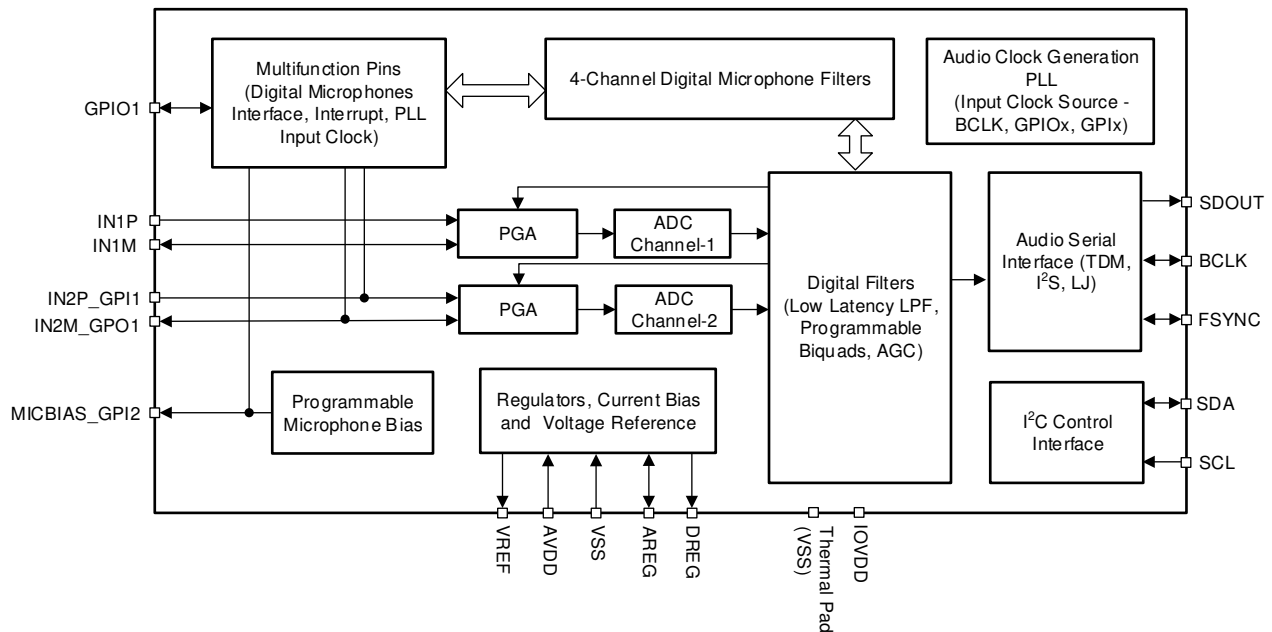 Multifunction Pins
(Digital Microphones
Interface, Interrupt, PLL
Input Clock)
4-Channel Digital Microphone Filters
Audio Clock Generation
PLL
(Input Clock Source -
BCLK, GPIOx, GPIx)
GPIO1
IN1P
IN1M
IN2P_GPI1
IN2M_GPO1
MICBIAS_GPI2
PGA
ADC
Channel-1
PGA
ADC
Channel-2
Programmable
Microphone Bias
Regulators, Current Bias
and Voltage Reference
Digital Filters
(Low Latency LPF,
Programmable
Biquads, AGC)
Audio Serial
Interface (TDM,
I²S, LJ)
I²C Control
Interface
SDOUT
BCLK
FSYNC
SDA
SCL
VREF
AVDD
VSS
AREG
DREG
Thermal Pad
(VSS)
IOVDD